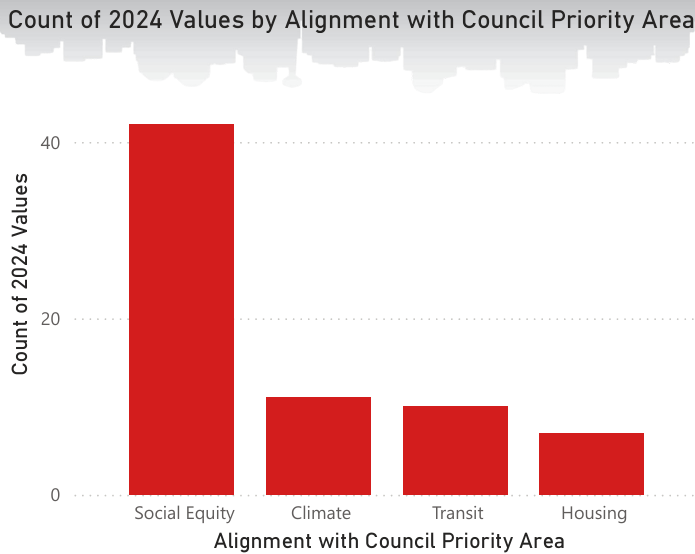 Count of 2024 Values by Alignment with Council Priority Area
40
20
0
Count of 2024 Values
Social Equity
Climate
Transit
Housing
Alignment with Council Priority Area